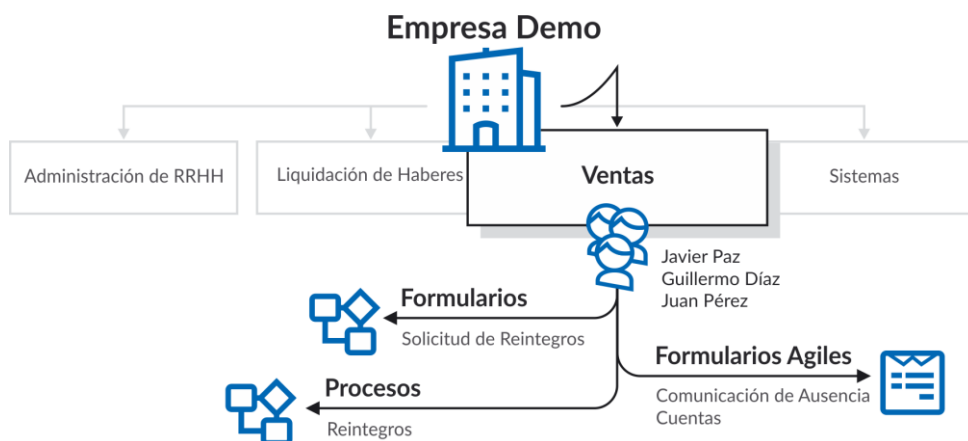 Empresa Demo
Administración de RRHH
Liquidación de Haberes
Ventas
Sistemas
Javier Paz
Guillermo Díaz
Juan Pérez
Formularios
Solicitud de Reintegros
Formularios Agiles
Comunicación de Ausencia
Cuentas
Procesos
Reintegros